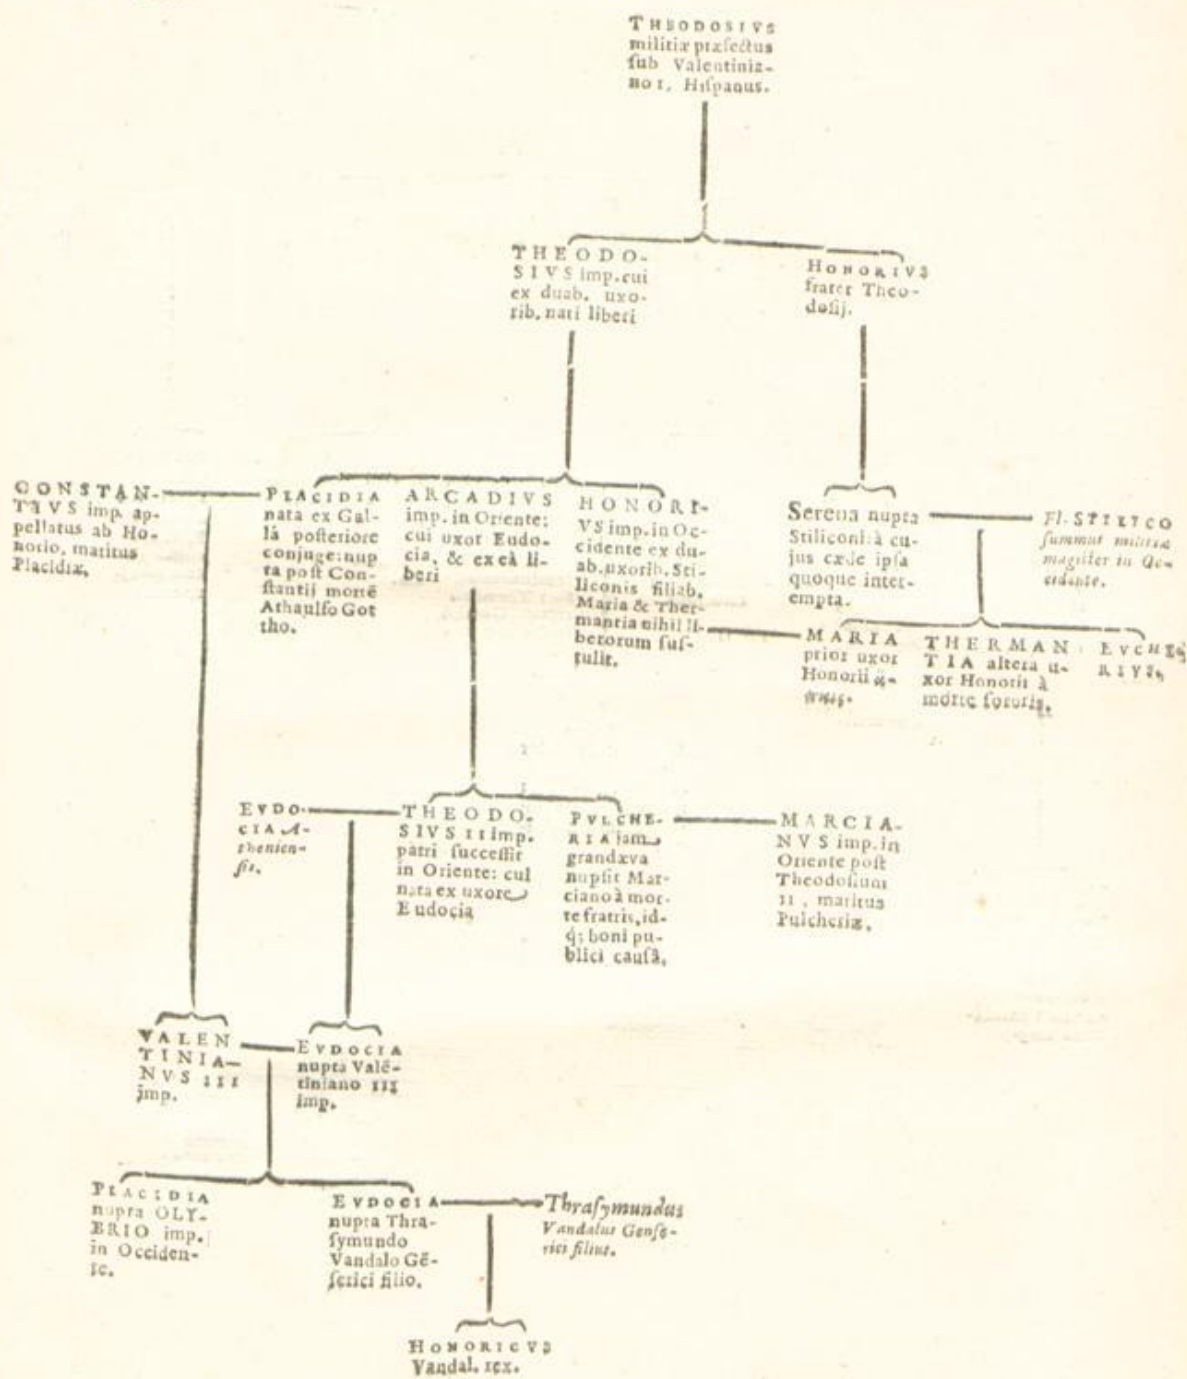 THEODOSIVS
militiæ præfectus
ſub Valentinia-
no I. Hiſpanus.
THEODO-
SIVS imp. cui
ex duab. uxo-
rib. nati liberi
HONORIVS
frater Theo-
doſij.
CONSTAN-
TIVS imp. ap-
pellatus ab Ho-
norio, maritus
Placidiæ.
PLACIDIA
nata ex Gal-
lâ poſteriore
conjuge: nup
ta poſt Con-
ſtantii mortē
Athaulfo Got
tho.
ARCADIVS
imp. in Oriente:
cui uxor Eudo-
cia, & ex eâ li-
beri
HONORI-
VS imp. in Oc-
cidente ex du-
ab. uxorib. Sti-
liconis filiab.
Maria & Ther-
mantia nihil li-
berorum ſuſ-
tulit.
Serena nupta
Stiliconi: à cu-
jus cæde ipſa
quoque inter-
empta.
Fl. STILICO
ſummus militiæ
magiſter in Oc-
cidente.
MARIA
prior uxor
Honorii
THERMAN
TIA altera u-
xor Honorii à
morte ſororis.
EVCHE-
RIVS.
EVDO-
CIA A-
thenien-
ſis.
THEODO-
SIVS II imp.
patri ſucceſſit
in Oriente: cui
nata ex uxore
Eudocia
PVLCHE-
RIA jam
grandæva
nupſit Mar-
ciano à mor-
te fratris, id-
q; boni pu-
blici cauſâ.
MARCIA-
NVS imp. in
Oriente poſt
Theodoſium
II, maritus
Pulcheriæ.
VALEN
TINIA-
NVS III
imp.
EVDOCIA
nupta Valē-
tiniano III
imp.
PLACIDIA
nupta OLY-
BRIO imp.
in Occiden-
te.
EVDOCIA
nupta Thra-
ſymundo
Vandalo Gē-
ſerici filio.
Thraſymundus
Vandalus Genſe-
rici filius.
HONORICVS
Vandal. rex.